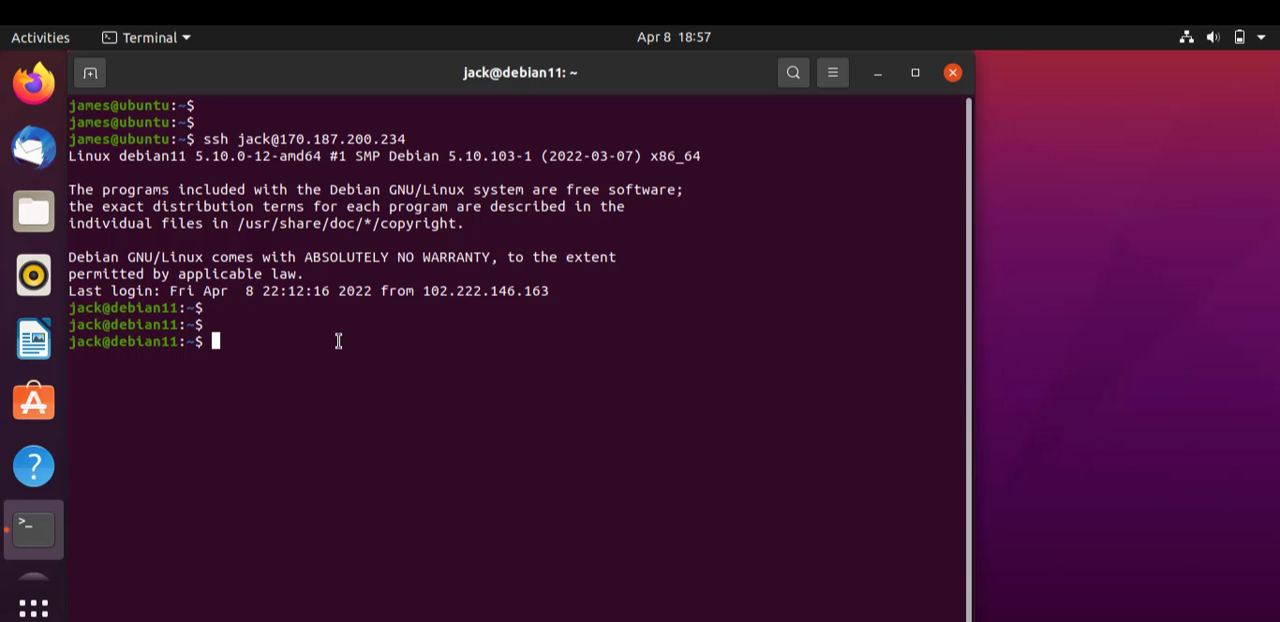 Activities
Terminal
Apr 8 18:57
jack@debian11: ~
james@ubuntu:~$
james@ubuntu:~$
james@ubuntu:~$ ssh jack@170.187.200.234
Linux debian11 5.10.0-12-amd64 #1 SMP Debian 5.10.103-1 (2022-03-07) x86_64
The programs included with the Debian GNU/Linux system are free software;
the exact distribution terms for each program are described in the
individual files in /usr/share/doc/*/copyright.
Debian GNU/Linux comes with ABSOLUTELY NO WARRANTY, to the extent
permitted by applicable law.
Last login: Fri Apr  8 22:12:16 2022 from 102.222.146.163
jack@debian11:~$
jack@debian11:~$
jack@debian11:~$